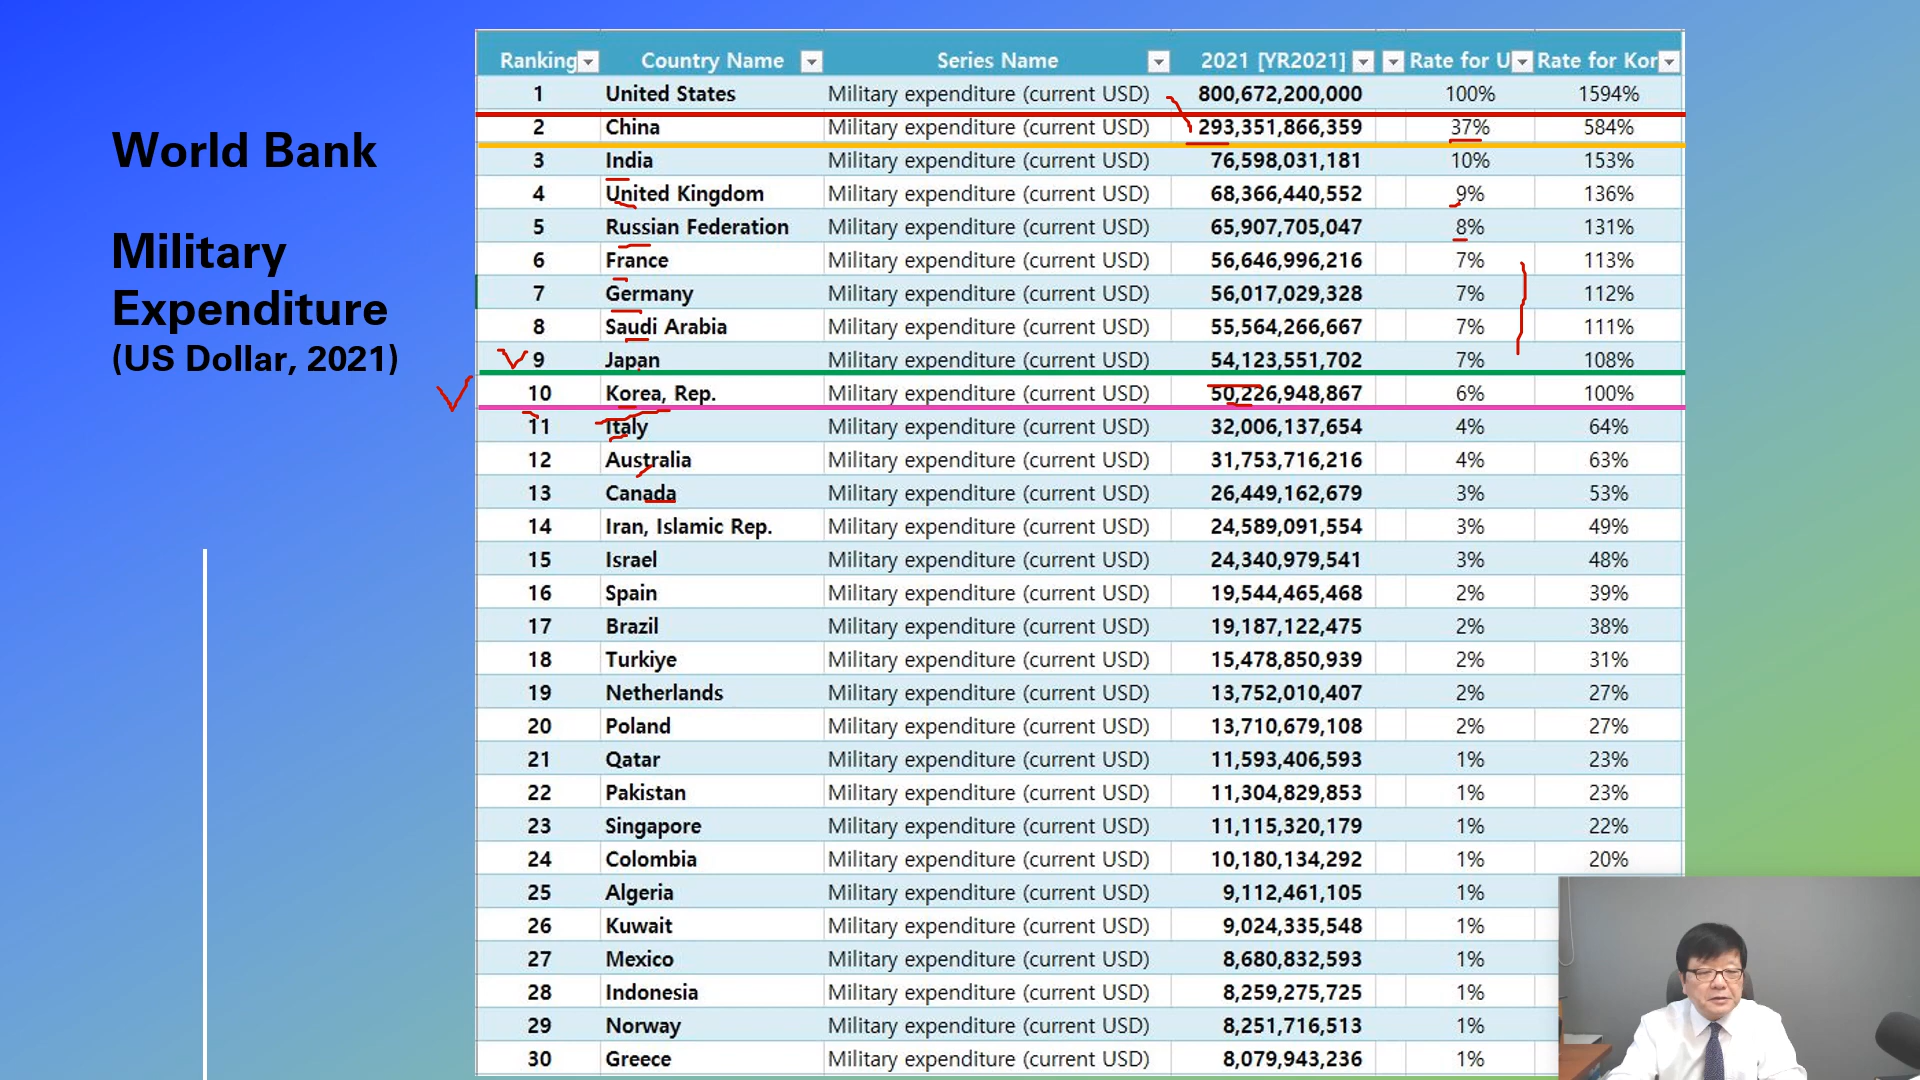 World Bank
Military
Expenditure
(US Dollar, 2021)
Ranking Country Name Series Name 2021 [YR2021] Rate for U Rate for Kor
1 United States Military expenditure (current USD) 800,672,200,000 100% 1594%
2 China Military expenditure (current USD) 293,351,866,359 37% 584%
3 India Military expenditure (current USD) 76,598,031,181 10% 153%
4 United Kingdom Military expenditure (current USD) 68,366,440,552 9% 136%
5 Russian Federation Military expenditure (current USD) 65,907,705,047 8% 131%
6 France Military expenditure (current USD) 56,646,996,216 7% 113%
7 Germany Military expenditure (current USD) 56,017,029,328 7% 112%
8 Saudi Arabia Military expenditure (current USD) 55,564,266,667 7% 111%
9 Japan Military expenditure (current USD) 54,123,551,702 7% 108%
10 Korea, Rep. Military expenditure (current USD) 50,226,948,867 6% 100%
11 Italy Military expenditure (current USD) 32,006,137,654 4% 64%
12 Australia Military expenditure (current USD) 31,753,716,216 4% 63%
13 Canada Military expenditure (current USD) 26,449,162,679 3% 53%
14 Iran, Islamic Rep. Military expenditure (current USD) 24,589,091,554 3% 49%
15 Israel Military expenditure (current USD) 24,340,979,541 3% 48%
16 Spain Military expenditure (current USD) 19,544,465,468 2% 39%
17 Brazil Military expenditure (current USD) 19,187,122,475 2% 38%
18 Turkiye Military expenditure (current USD) 15,478,850,939 2% 31%
19 Netherlands Military expenditure (current USD) 13,752,010,407 2% 27%
20 Poland Military expenditure (current USD) 13,710,679,108 2% 27%
21 Qatar Military expenditure (current USD) 11,593,406,593 1% 23%
22 Pakistan Military expenditure (current USD) 11,304,829,853 1% 23%
23 Singapore Military expenditure (current USD) 11,115,320,179 1% 22%
24 Colombia Military expenditure (current USD) 10,180,134,292 1% 20%
25 Algeria Military expenditure (current USD) 9,112,461,105 1%
26 Kuwait Military expenditure (current USD) 9,024,335,548 1%
27 Mexico Military expenditure (current USD) 8,680,832,593 1%
28 Indonesia Military expenditure (current USD) 8,259,275,725 1%
29 Norway Military expenditure (current USD) 8,251,716,513 1%
30 Greece Military expenditure (current USD) 8,079,943,236 1%